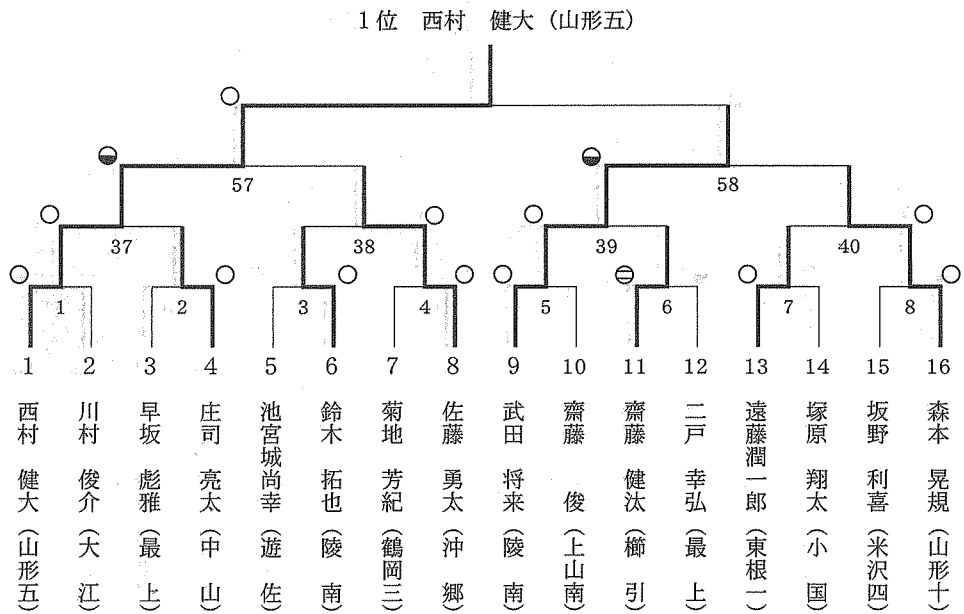 1位 西村 健大 (山形五)
57
58
37
38
39
40
1
2
3
4
5
6
7
8
1 西村 健大 (山形五)
2 川村 俊介 (大 江)
3 早坂 彪雅 (最 上)
4 庄司 亮太 (中 山)
5 池宮城尚幸 (遊 佐)
6 鈴木 拓也 (陵 南)
7 菊地 芳紀 (鶴岡三)
8 佐藤 勇太 (沖 郷)
9 武田 将来 (陵 南)
10 齋藤 俊 (上山南)
11 齋藤 健汰 (櫛 引)
12 二戸 幸弘 (最 上)
13 遠藤潤一郎 (東根一)
14 塚原 翔太 (小 国)
15 坂野 利喜 (米沢四)
16 森本 晃規 (山形十)